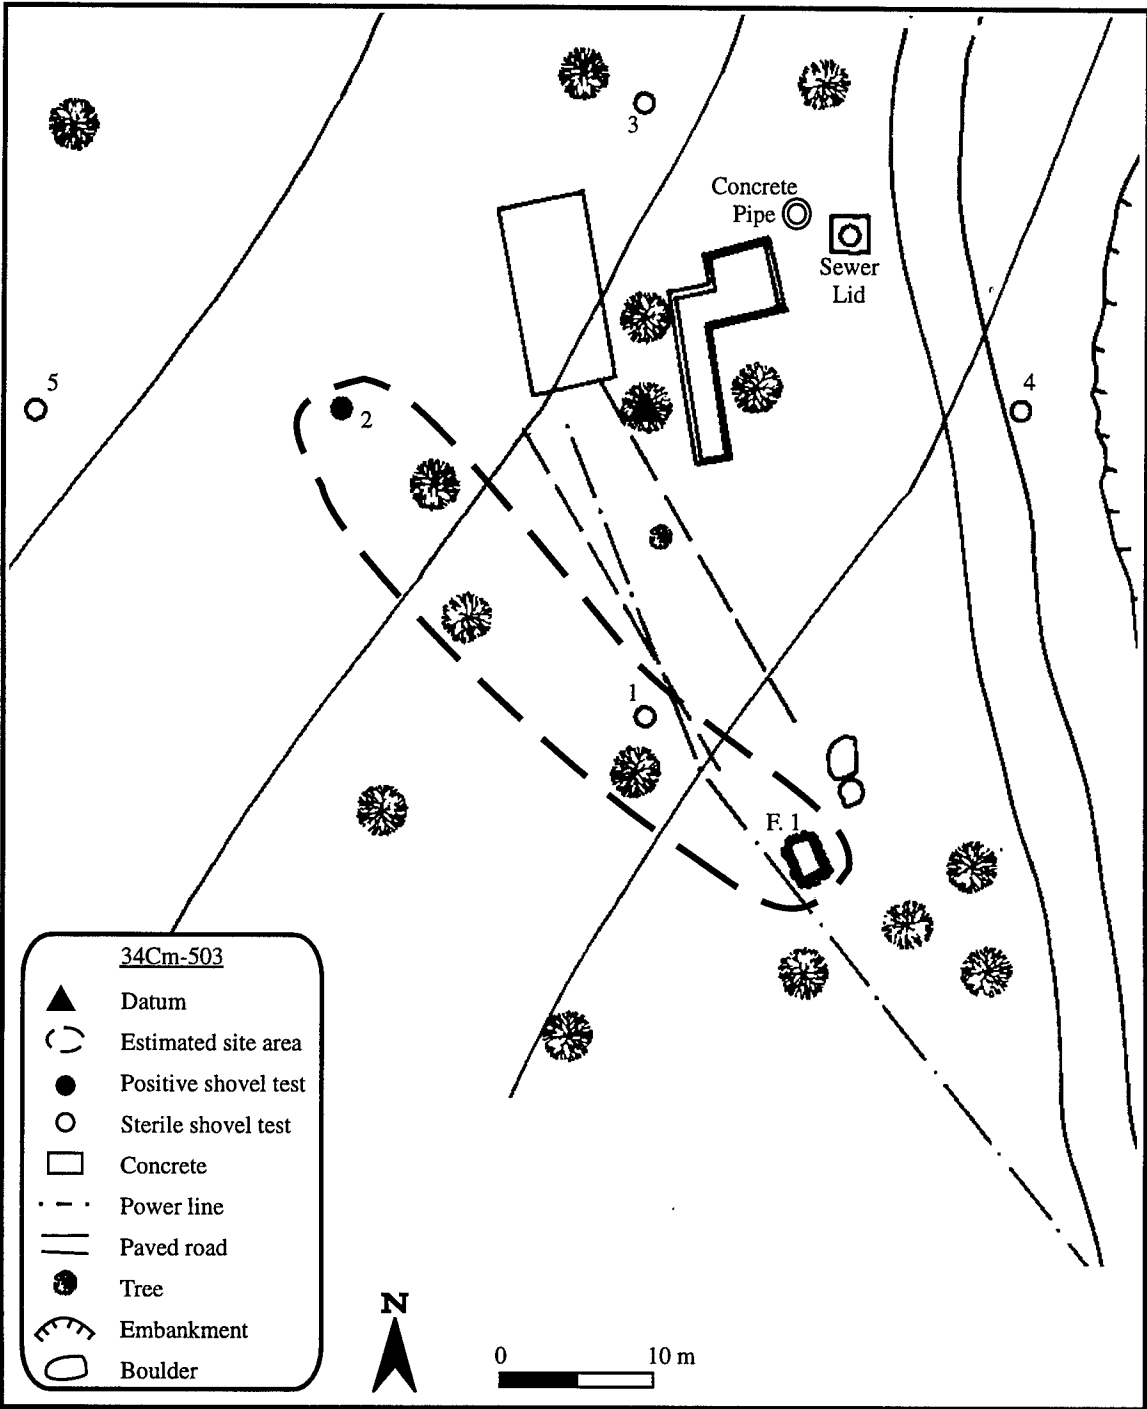 3
Concrete
Pipe
Sewer
Lid
5
2
4
1
F. 1
34Cm-503
Datum
Estimated site area
Positive shovel test
Sterile shovel test
Concrete
Power line
Paved road
Tree
Embankment
Boulder
N
0 10 m